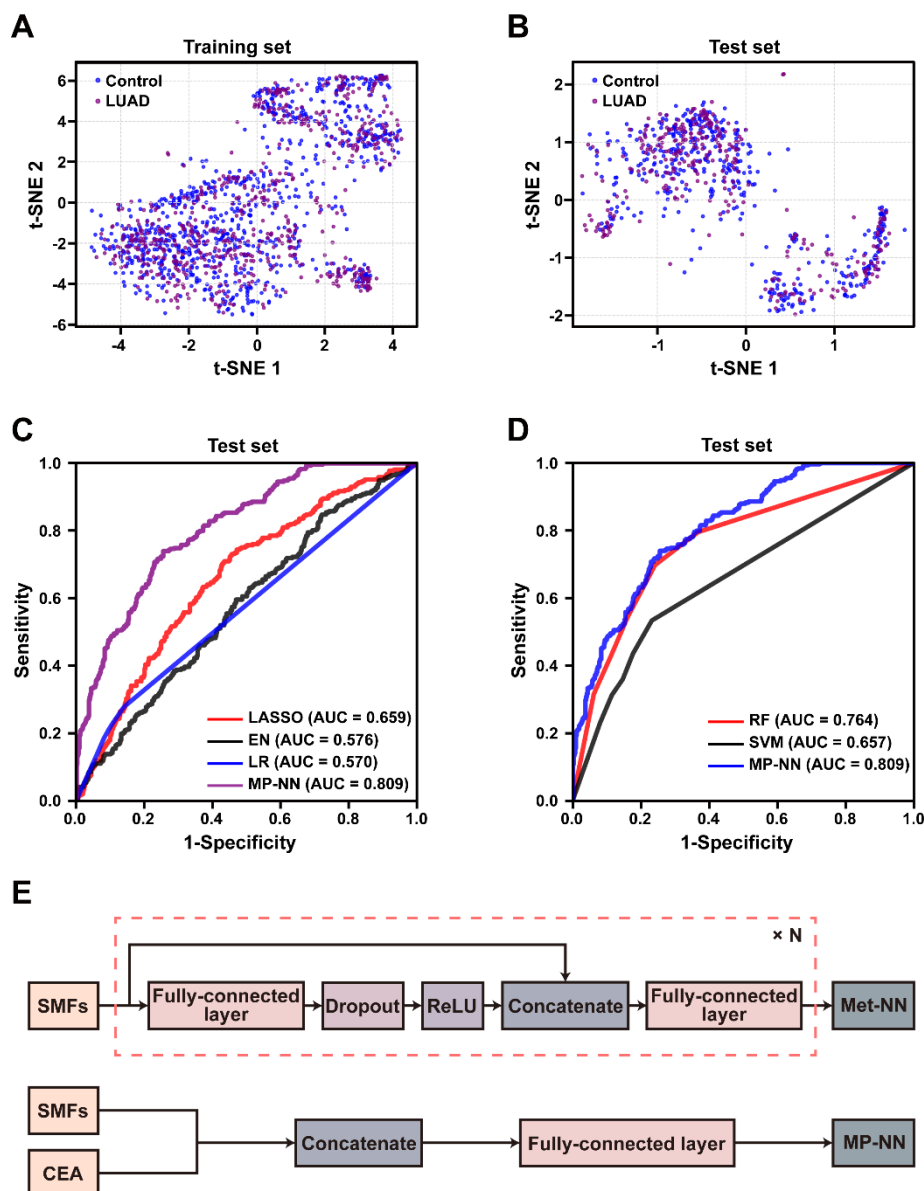 A
Training set
Control
LUAD
t-SNE 2
6
4
2
0
-2
-4
-6
-4
-2
0
2
4
t-SNE 1
B
Test set
Control
LUAD
t-SNE 2
2
1
0
-1
-2
-1
0
1
t-SNE 1
C
Test set
Sensitivity
1.0
0.8
0.6
0.4
0.2
0.0
LASSO (AUC = 0.659)
EN (AUC = 0.576)
LR (AUC = 0.570)
MP-NN (AUC = 0.809)
0.0 0.2 0.4 0.6 0.8 1.0
1-Specificity
D
Test set
Sensitivity
1.0
0.8
0.6
0.4
0.2
0.0
RF (AUC = 0.764)
SVM (AUC = 0.657)
MP-NN (AUC = 0.809)
0.0 0.2 0.4 0.6 0.8 1.0
1-Specificity
E
× N
SMFs
Fully-connected
layer
Dropout
ReLU
Concatenate
Fully-connected
layer
Met-NN
SMFs
CEA
Concatenate
Fully-connected layer
MP-NN